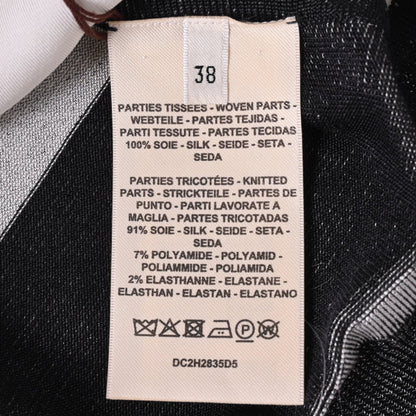 38
PARTIES TISSÉES - WOVEN PARTS -
WEBTEILE - PARTES TEJIDAS -
PARTI TESSUTE - PARTES TECIDAS
100% SOIE - SILK - SEIDE - SETA -
SEDA
PARTIES TRICOTÉES - KNITTED
PARTS - STRICKTEILE - PARTES DE
PUNTO - PARTI LAVORATE A
MAGLIA - PARTES TRICOTADAS
91% SOIE - SILK - SEIDE - SETA -
SEDA
7% POLYAMIDE - POLYAMID -
POLIAMMIDE - POLIAMIDA
2% ELASTHANNE - ELASTANE -
ELASTHAN - ELASTAN - ELASTANO
DC2H2835D5